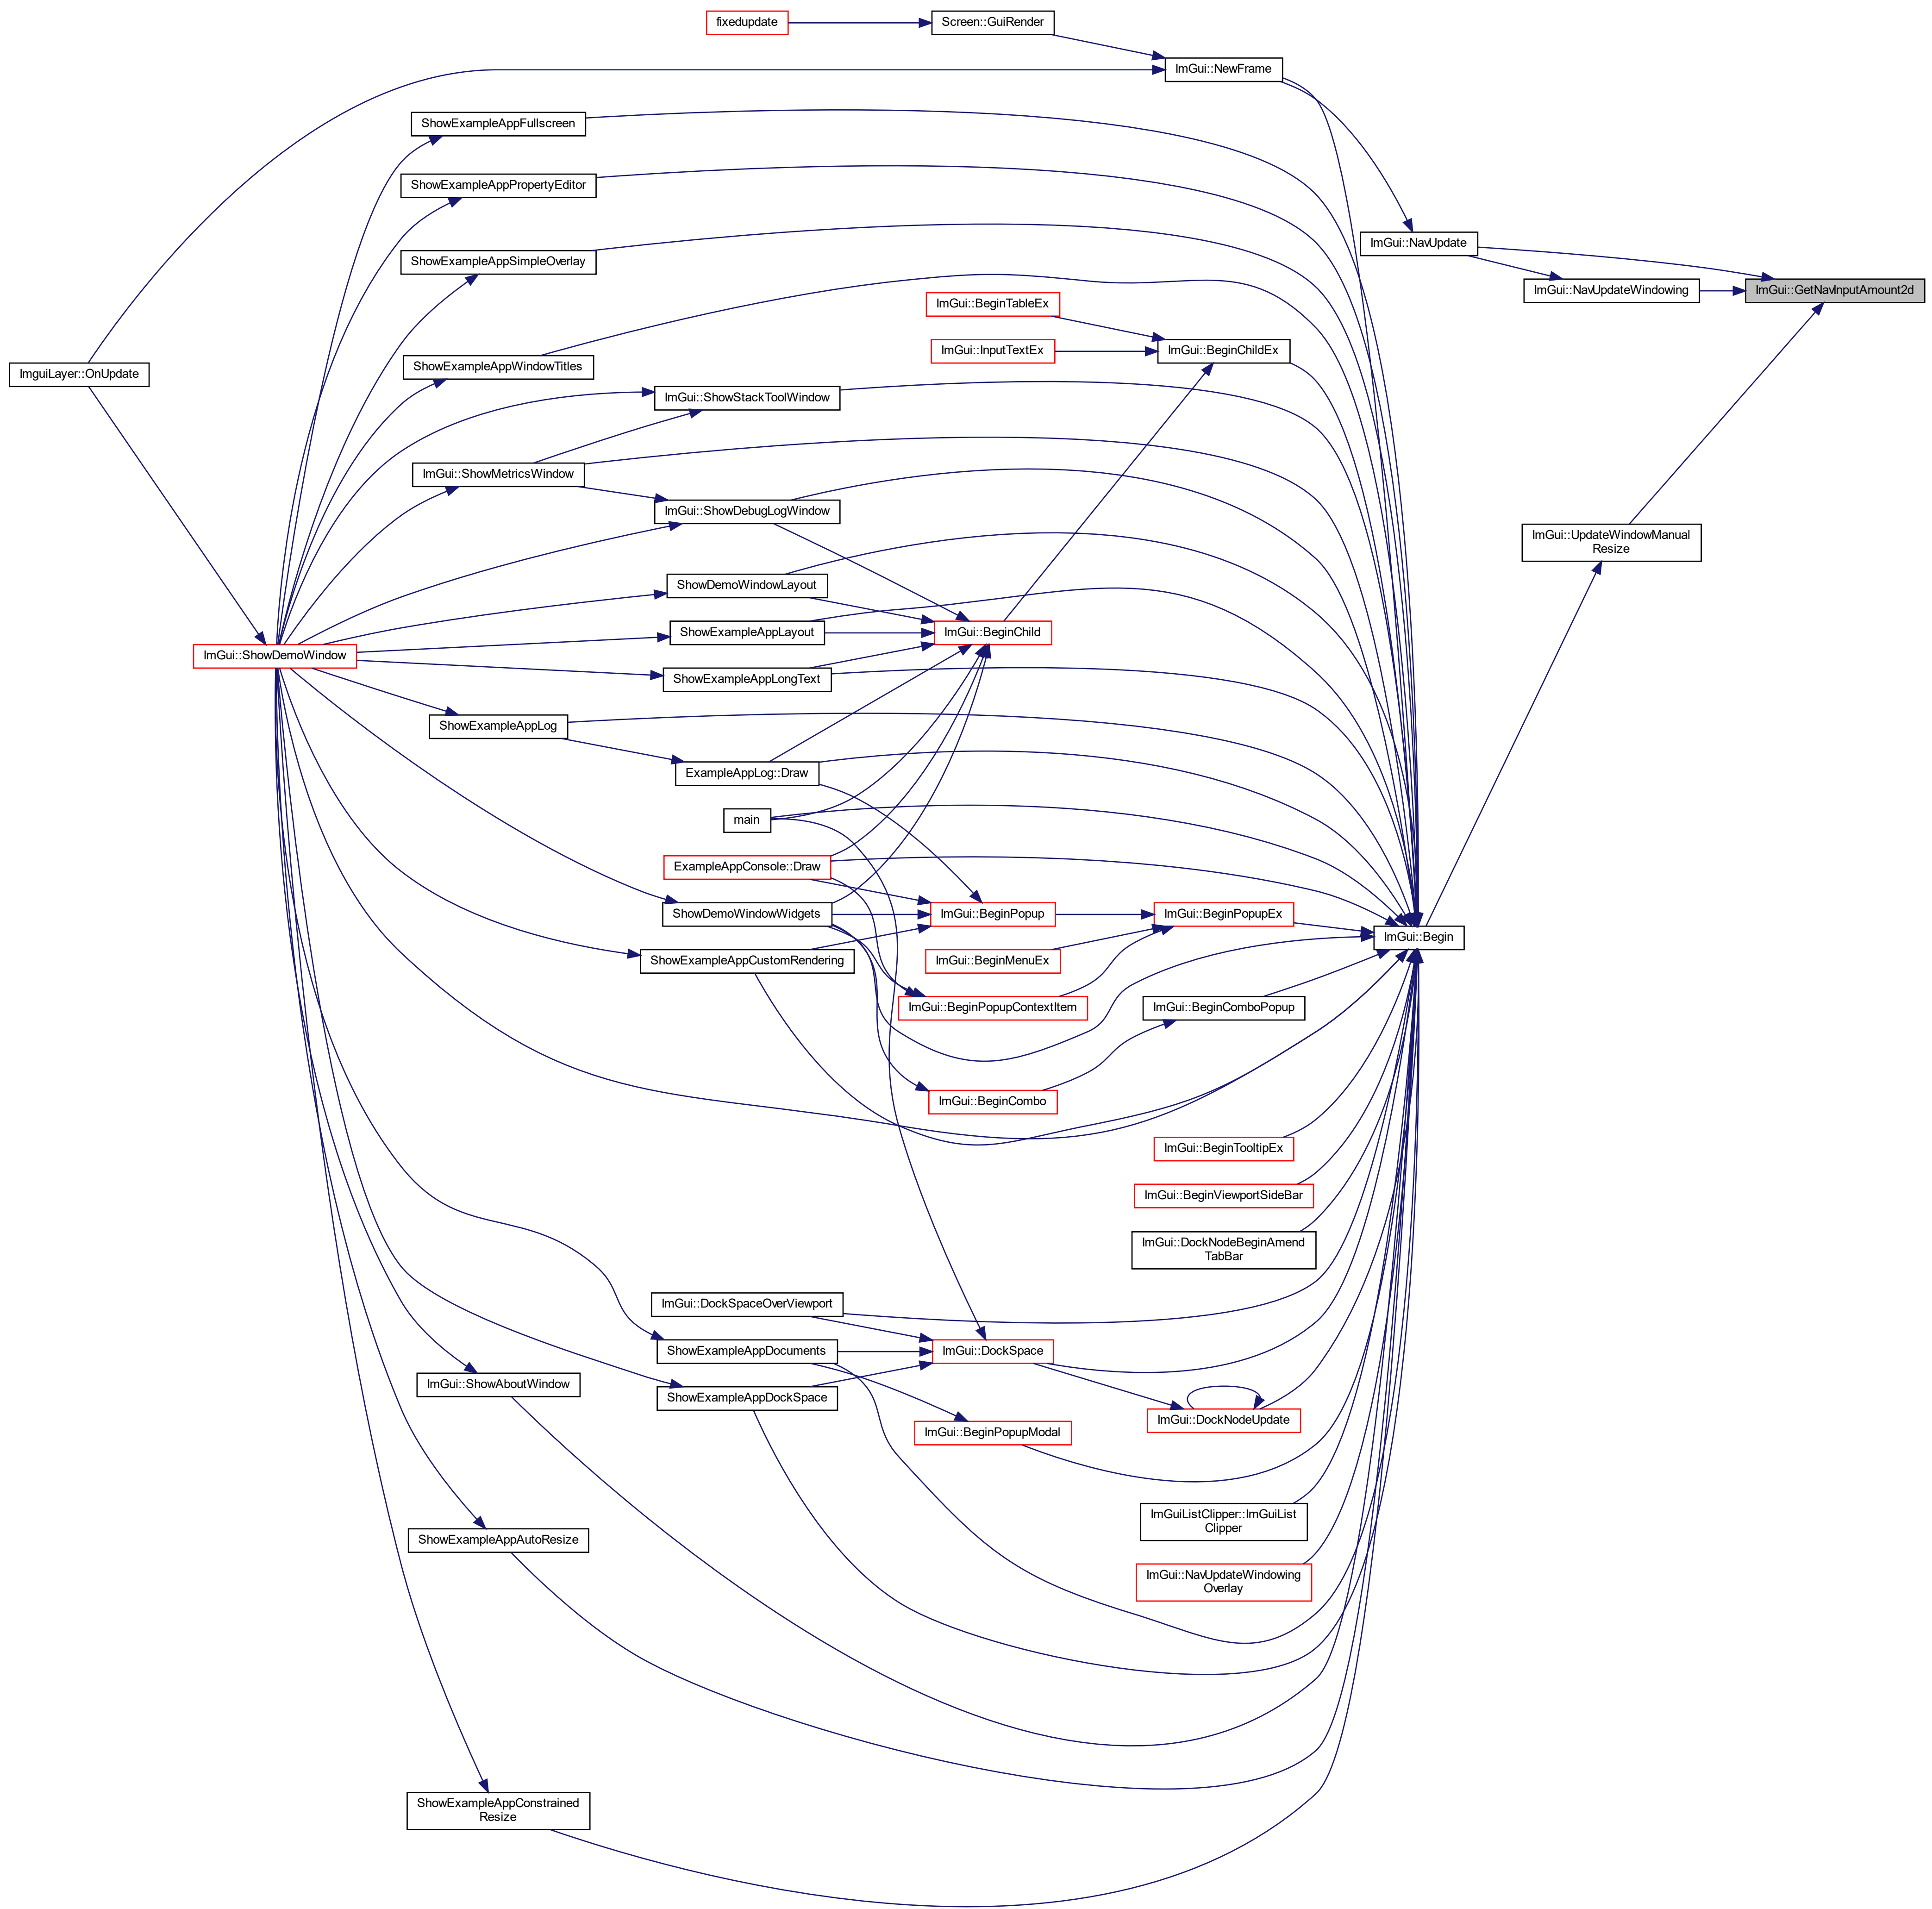 fixedupdate
Screen::GuiRender
ImGui::NewFrame
ShowExampleAppFullscreen
ShowExampleAppPropertyEditor
ImGui::NavUpdate
ShowExampleAppSimpleOverlay
ImGui::NavUpdateWindowing
ImGui::GetNavInputAmount2d
ImGui::BeginTableEx
ImGui::InputTextEx
ImGui::BeginChildEx
ShowExampleAppWindowTitles
ImguiLayer::OnUpdate
ImGui::ShowStackToolWindow
ImGui::ShowMetricsWindow
ImGui::ShowDebugLogWindow
ImGui::UpdateWindowManual
Resize
ShowDemoWindowLayout
ShowExampleAppLayout
ImGui::BeginChild
ImGui::ShowDemoWindow
ShowExampleAppLongText
ShowExampleAppLog
ExampleAppLog::Draw
main
ExampleAppConsole::Draw
ShowDemoWindowWidgets
ImGui::BeginPopup
ImGui::BeginPopupEx
ImGui::Begin
ShowExampleAppCustomRendering
ImGui::BeginMenuEx
ImGui::BeginPopupContextItem
ImGui::BeginComboPopup
ImGui::BeginCombo
ImGui::BeginTooltipEx
ImGui::BeginViewportSideBar
ImGui::DockNodeBeginAmend
TabBar
ImGui::DockSpaceOverViewport
ShowExampleAppDocuments
ImGui::DockSpace
ImGui::ShowAboutWindow
ShowExampleAppDockSpace
ImGui::DockNodeUpdate
ImGui::BeginPopupModal
ImGuiListClipper::ImGuiList
Clipper
ShowExampleAppAutoResize
ImGui::NavUpdateWindowing
Overlay
ShowExampleAppConstrained
Resize